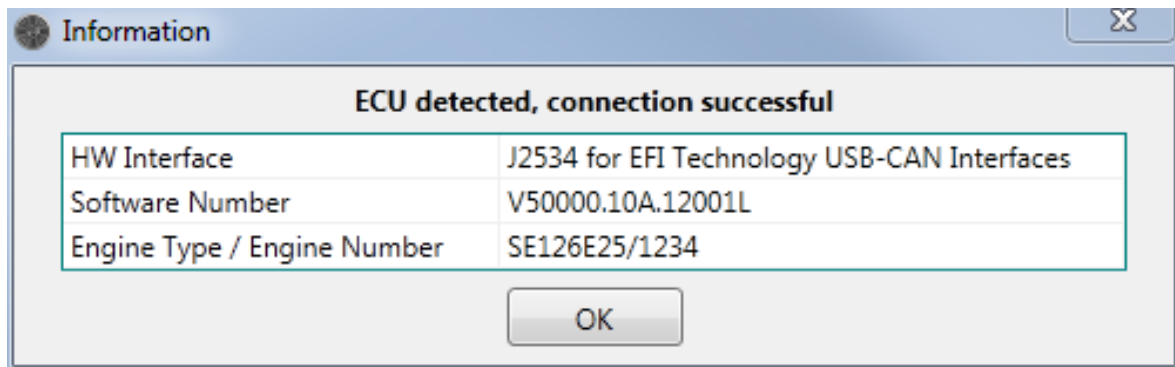 Information
ECU detected, connection successful
HW Interface J2534 for EFI Technology USB-CAN Interfaces
Software Number V50000.10A.12001L
Engine Type / Engine Number SE126E25/1234
OK